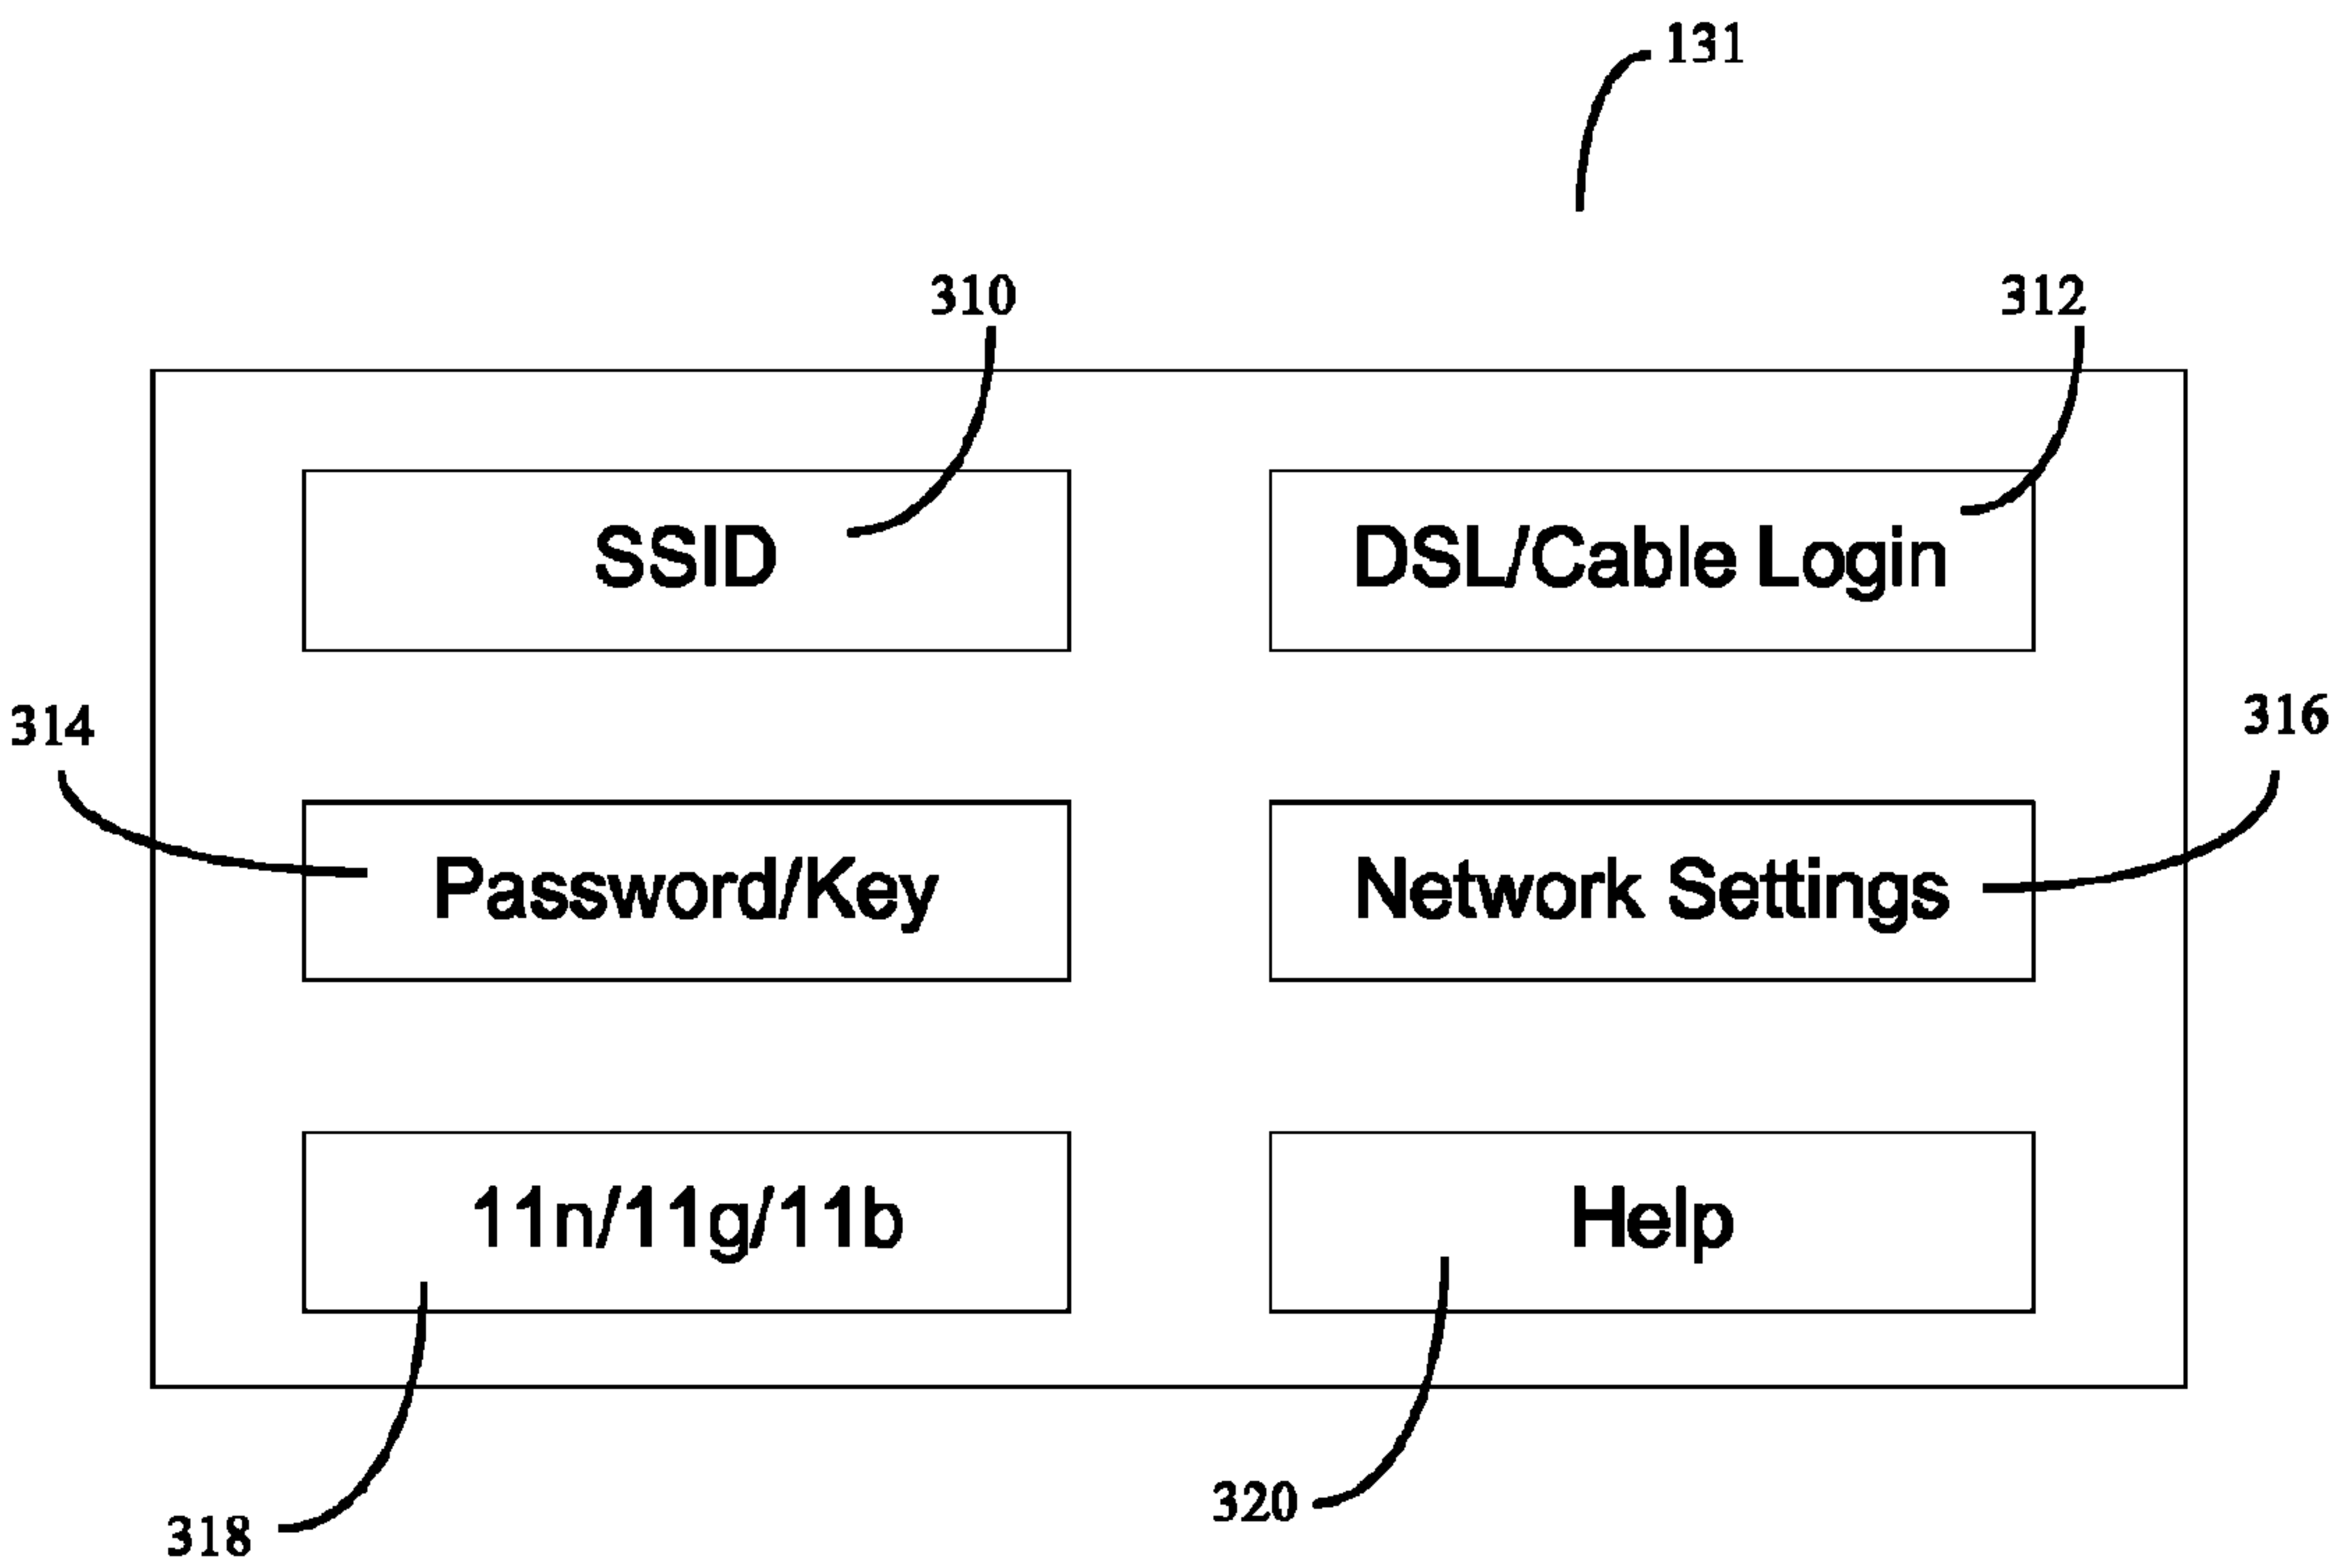 131
310
312
SSID
DSL/Cable Login
314
316
Password/Key
Network Settings
11n/11g/11b
Help
318
320